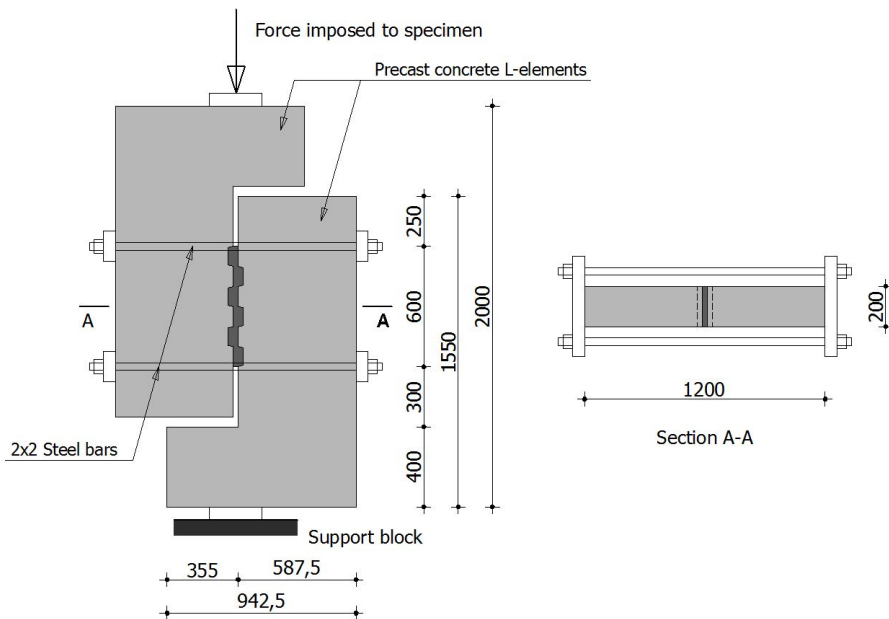 Force imposed to specimen
Precast concrete L-elements
250
600
300
400
1550
2000
A
A
2x2 Steel bars
Support block
355
587,5
942,5
200
1200
Section A-A